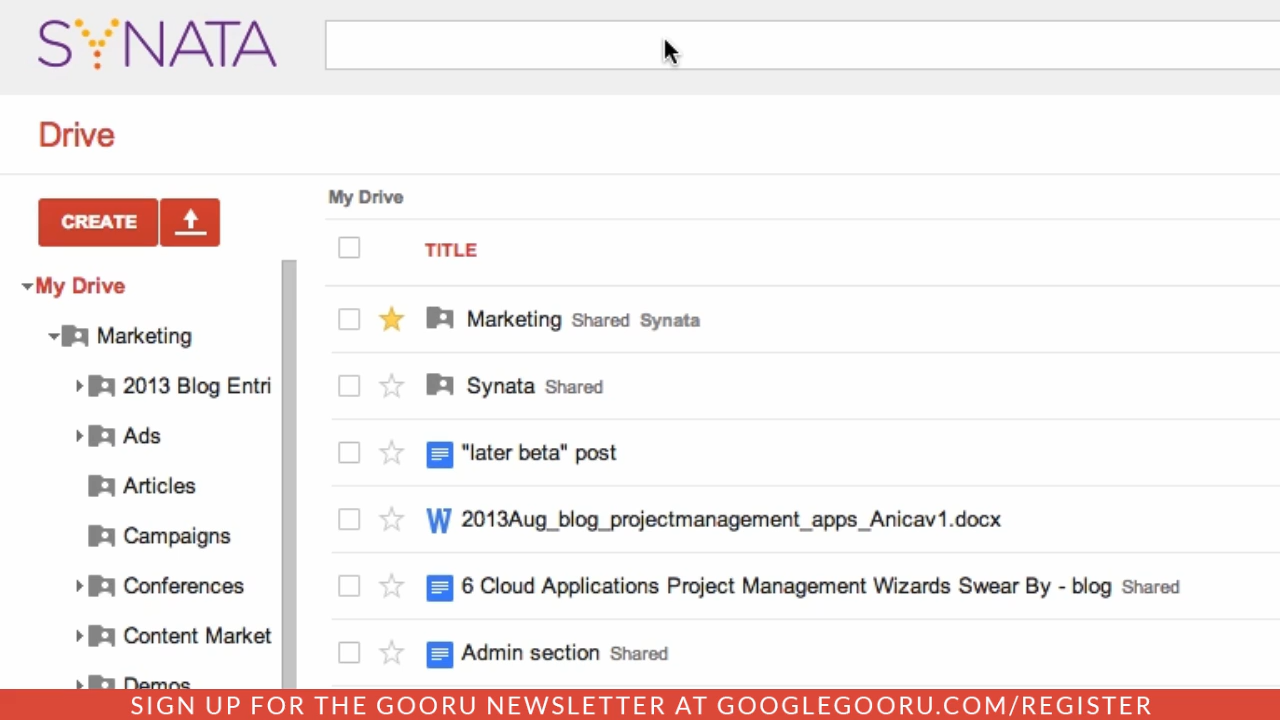 SYNATA
Drive
CREATE
My Drive
Marketing
2013 Blog Entri
Ads
Articles
Campaigns
Conferences
Content Market
Demos
My Drive
TITLE
Marketing Shared Synata
Synata Shared
"later beta" post
2013Aug_blog_projectmanagement_apps_Anicav1.docx
6 Cloud Applications Project Management Wizards Swear By - blog Shared
Admin section Shared
SIGN UP FOR THE GOORU NEWSLETTER AT GOOGLEGOORU.COM/REGISTER